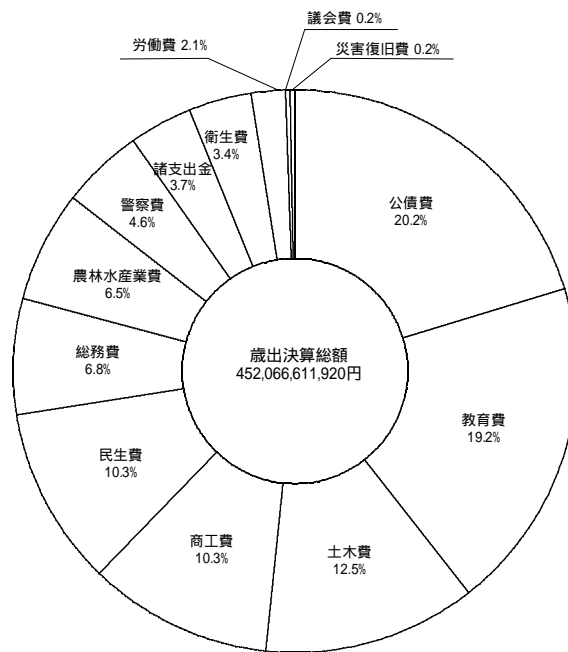 議会費 0.2%
労働費 2.1%
災害復旧費 0.2%
衛生費
3.4%
諸支出金
3.7%
警察費
4.6%
農林水産業費
6.5%
総務費
6.8%
民生費
10.3%
商工費
10.3%
土木費
12.5%
教育費
19.2%
公債費
20.2%
歳出決算総額
452,066,611,920円